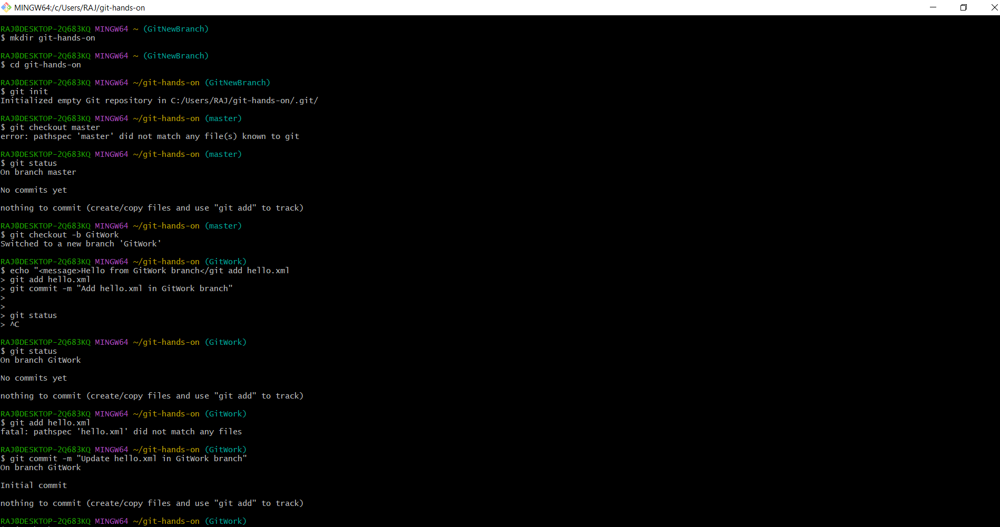 MINGW64:/c/Users/RAJ/git-hands-on
RAJ@DESKTOP-2Q683KQ MINGW64 ~ (GitNewBranch)
$ mkdir git-hands-on
RAJ@DESKTOP-2Q683KQ MINGW64 ~ (GitNewBranch)
$ cd git-hands-on
RAJ@DESKTOP-2Q683KQ MINGW64 ~/git-hands-on (GitNewBranch)
$ git init
Initialized empty Git repository in C:/Users/RAJ/git-hands-on/.git/
RAJ@DESKTOP-2Q683KQ MINGW64 ~/git-hands-on (master)
$ git checkout master
error: pathspec 'master' did not match any file(s) known to git
RAJ@DESKTOP-2Q683KQ MINGW64 ~/git-hands-on (master)
$ git status
On branch master
No commits yet
nothing to commit (create/copy files and use "git add" to track)
RAJ@DESKTOP-2Q683KQ MINGW64 ~/git-hands-on (master)
$ git checkout -b GitWork
Switched to a new branch 'GitWork'
RAJ@DESKTOP-2Q683KQ MINGW64 ~/git-hands-on (GitWork)
$ echo "<message>Hello from GitWork branch</git add hello.xml
> git add hello.xml
> git commit -m "Add hello.xml in GitWork branch"
>
>
> git status
> ^C
RAJ@DESKTOP-2Q683KQ MINGW64 ~/git-hands-on (GitWork)
$ git status
On branch GitWork
No commits yet
nothing to commit (create/copy files and use "git add" to track)
RAJ@DESKTOP-2Q683KQ MINGW64 ~/git-hands-on (GitWork)
$ git add hello.xml
fatal: pathspec 'hello.xml' did not match any files
RAJ@DESKTOP-2Q683KQ MINGW64 ~/git-hands-on (GitWork)
$ git commit -m "Update hello.xml in GitWork branch"
On branch GitWork
Initial commit
nothing to commit (create/copy files and use "git add" to track)
RAJ@DESKTOP-2Q683KQ MINGW64 ~/git-hands-on (GitWork)